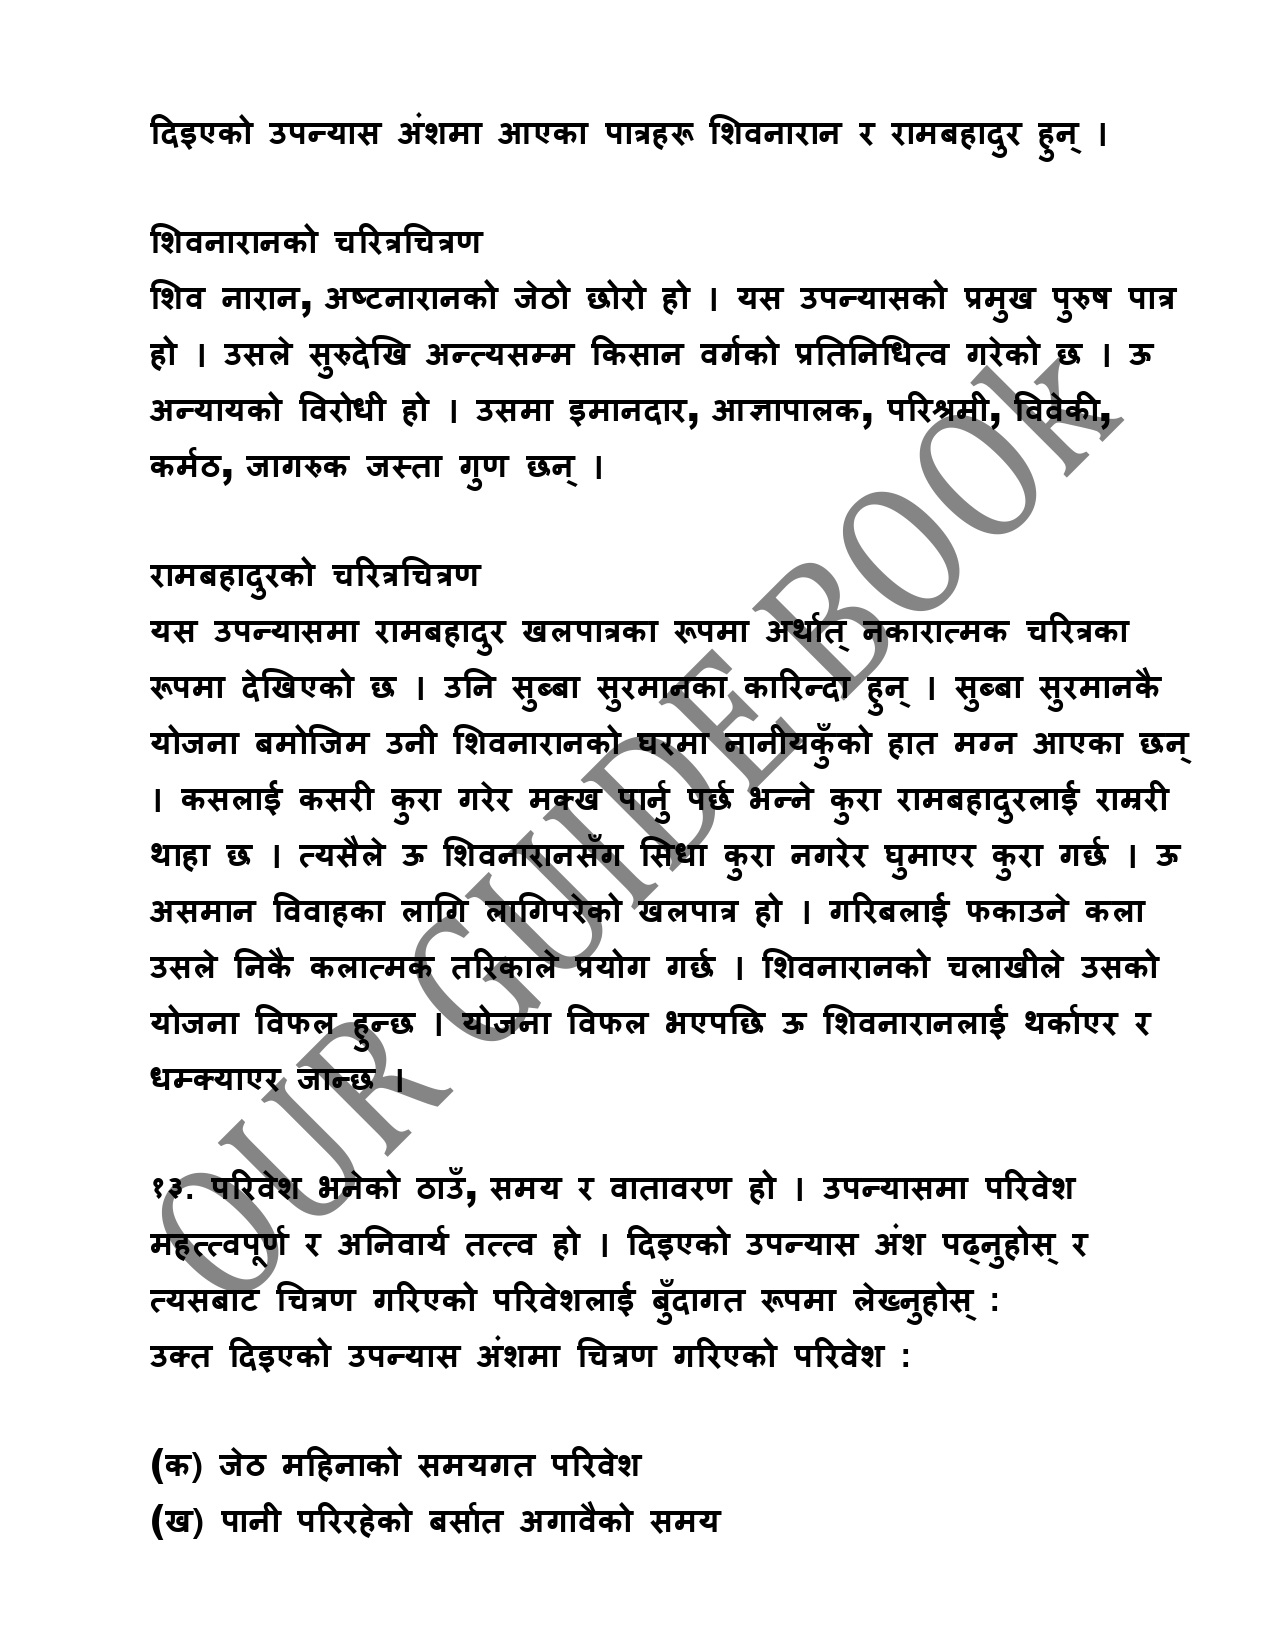 दिइएको उपन्यास अंशमा आएका पात्रहरू शिवनारान र रामबहादुर हुन् ।
शिवनारानको चरित्रचित्रण
शिव नारान, अष्टनारानको जेठो छोरो हो । यस उपन्यासको प्रमुख पुरुष पात्र
हो । उसले सुरुदेखि अन्त्यसम्म किसान वर्गको प्रतिनिधित्व गरेको छ । ऊ
अन्यायको विरोधी हो । उसमा इमानदार, आज्ञापालक, परिश्रमी, विवेकी,
कर्मठ, जागरुक जस्ता गुण छन् ।
रामबहादुरको चरित्रचित्रण
यस उपन्यासमा रामबहादुर खलपात्रका रूपमा अर्थात् नकारात्मक चरित्रका
रूपमा देखिएको छ । उनि सुब्बा सुरमानका कारिन्दा हुन् । सुब्बा सुरमानकै
योजना बमोजिम उनी शिवनारानको घरमा नानीयकुँको हात मग्न आएका छन्
। कसलाई कसरी कुरा गरेर मक्ख पार्नु पर्छ भन्ने कुरा रामबहादुरलाई राम्ररी
थाहा छ । त्यसैले ऊ शिवनारानसँग सिधा कुरा नगरेर घुमाएर कुरा गर्छ । ऊ
असमान विवाहका लागि लागिपरेको खलपात्र हो । गरिबलाई फकाउने कला
उसले निकै कलात्मक तरिकाले प्रयोग गर्छ । शिवनारानको चलाखीले उसको
योजना विफल हुन्छ । योजना विफल भएपछि ऊ शिवनारानलाई थर्काएर र
धम्क्याएर जान्छ ।
१३. परिवेश भनेको ठाउँ, समय र वातावरण हो । उपन्यासमा परिवेश
महत्त्वपूर्ण र अनिवार्य तत्त्व हो । दिइएको उपन्यास अंश पढ्नुहोस् र
त्यसबाट चित्रण गरिएको परिवेशलाई बुँदागत रूपमा लेख्नुहोस् :
उक्त दिइएको उपन्यास अंशमा चित्रण गरिएको परिवेश :
(क) जेठ महिनाको समयगत परिवेश
(ख) पानी परिरहेको बर्सात अगावैको समय
OUR GUIDE BOOk